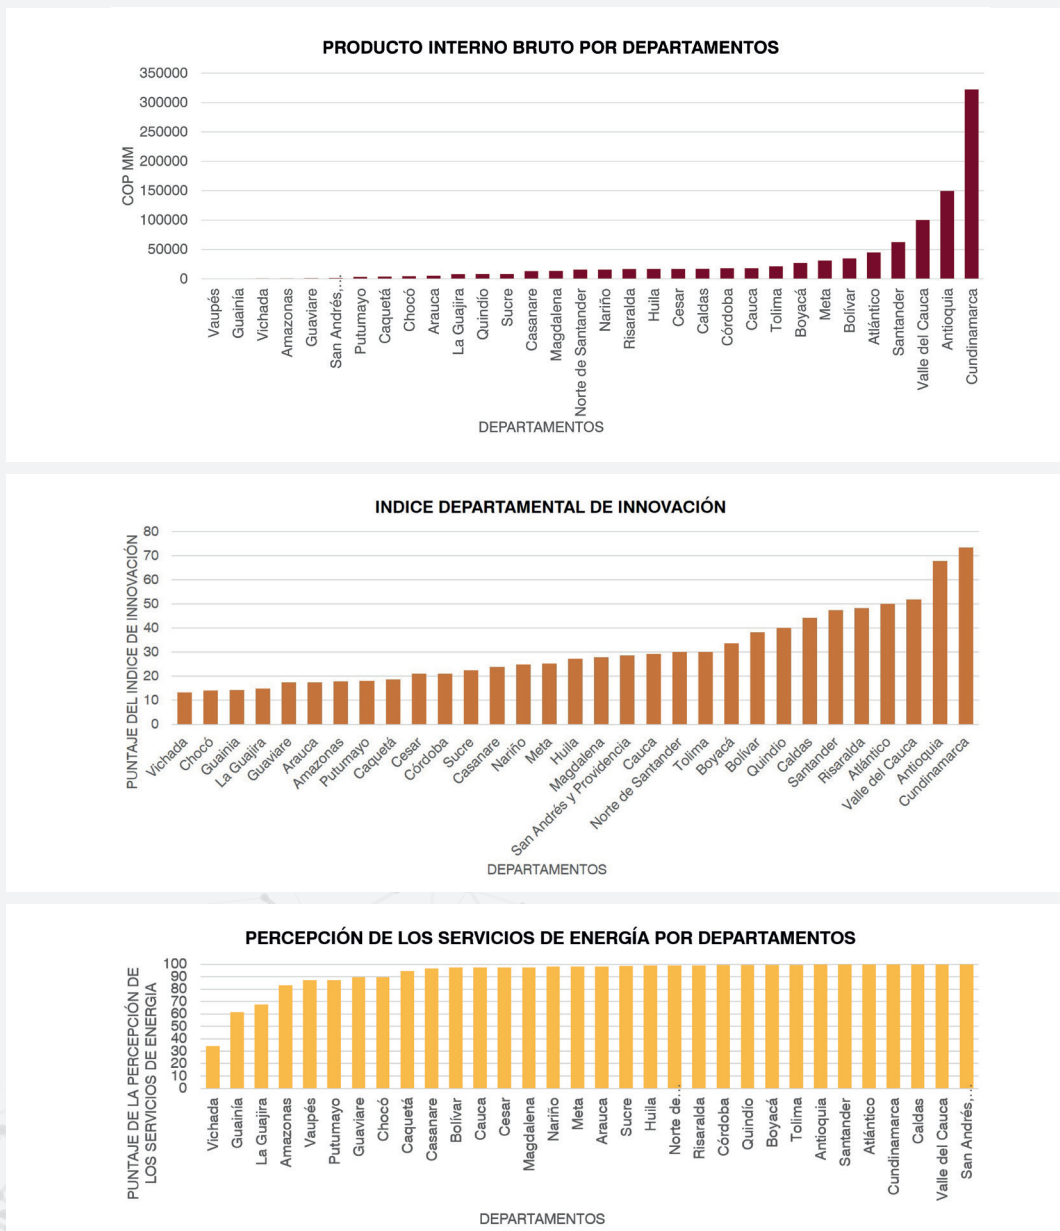 PRODUCTO INTERNO BRUTO POR DEPARTAMENTOS
COP MM
350000
300000
250000
200000
150000
100000
50000
0
Vaupés
Guainía
Vichada
Amazonas
Guaviare
San Andrés,...
Putumayo
Caquetá
Chocó
Arauca
La Guajira
Quindío
Sucre
Casanare
Magdalena
Norte de Santander
Nariño
Risaralda
Huila
Cesar
Caldas
Córdoba
Cauca
Tolima
Boyacá
Meta
Bolívar
Atlántico
Santander
Valle del Cauca
Antioquia
Cundinamarca
DEPARTAMENTOS
INDICE DEPARTAMENTAL DE INNOVACIÓN
PUNTAJE DEL INDICE DE INNOVACIÓN
80
70
60
50
40
30
20
10
0
Vichada
Chocó
Guainia
La Guajira
Guaviare
Arauca
Amazonas
Putumayo
Caquetá
Cesar
Córdoba
Sucre
Casanare
Nariño
Meta
Huila
Magdalena
San Andrés y Providencia
Cauca
Norte de Santander
Tolima
Boyacá
Bolívar
Quindio
Caldas
Santander
Risaralda
Atlántico
Valle del Cauca
Antioquia
Cundinamarca
DEPARTAMENTOS
PERCEPCIÓN DE LOS SERVICIOS DE ENERGÍA POR DEPARTAMENTOS
PUNTAJE DE LA PERCEPCIÓN DE
LOS SERVICIOS DE ENERGIA
100
90
80
70
60
50
40
30
20
10
0
Vichada
Guainía
La Guajira
Amazonas
Vaupés
Putumayo
Guaviare
Chocó
Caquetá
Casanare
Bolívar
Cauca
Cesar
Magdalena
Nariño
Meta
Arauca
Sucre
Huila
Norte de...
Risaralda
Córdoba
Quindío
Boyacá
Tolima
Antioquia
Santander
Atlántico
Cundinamarca
Caldas
Valle del Cauca
San Andrés,...
DEPARTAMENTOS